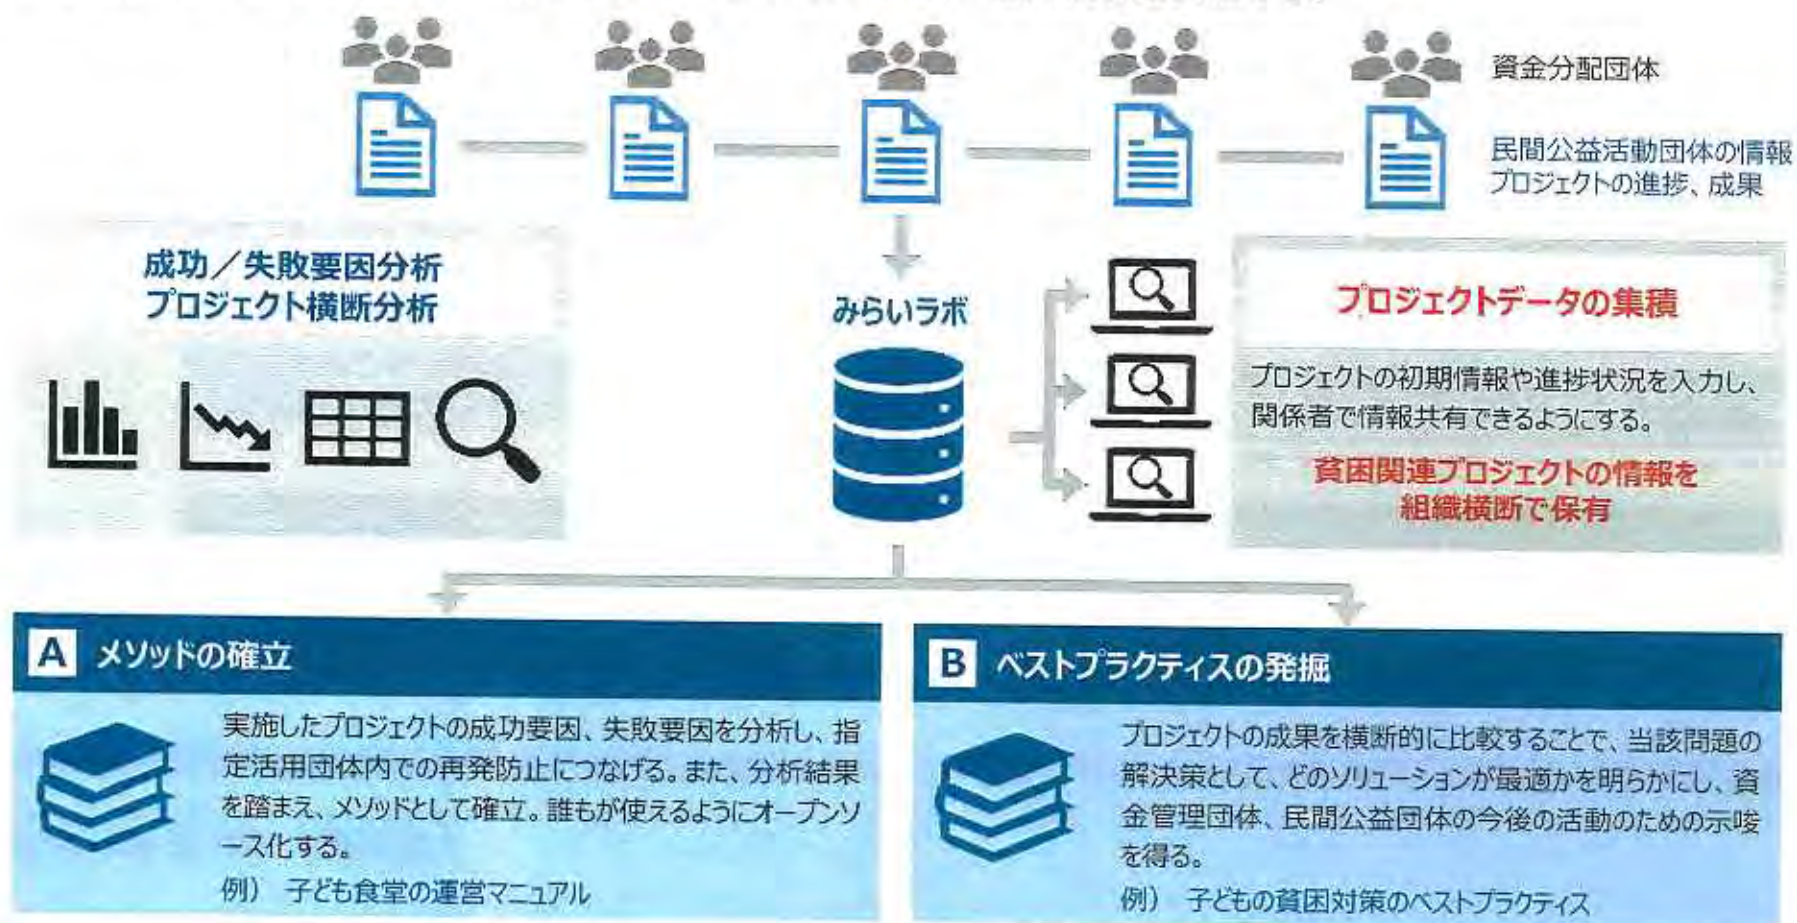 資金分配団体
民間公益活動団体の情報
プロジェクトの進捗、成果
成功／失敗要因分析
プロジェクト横断分析
みらいラボ
プロジェクトデータの集積
プロジェクトの初期情報や進捗状況を入力し、
関係者で情報共有できるようにする。
貧困関連プロジェクトの情報を
組織横断で保有
A メソッドの確立
実施したプロジェクトの成功要因、失敗要因を分析し、指
定活用団体内での再発防止につなげる。また、分析結果
を踏まえ、メソッドとして確立。誰もが使えるようにオープンソ
ース化する。
例） 子ども食堂の運営マニュアル
B ベストプラクティスの発掘
プロジェクトの成果を横断的に比較することで、当該問題の
解決策として、どのソリューションが最適かを明らかにし、資
金管理団体、民間公益団体の今後の活動のための示唆
を得る。
例） 子どもの貧困対策のベストプラクティス